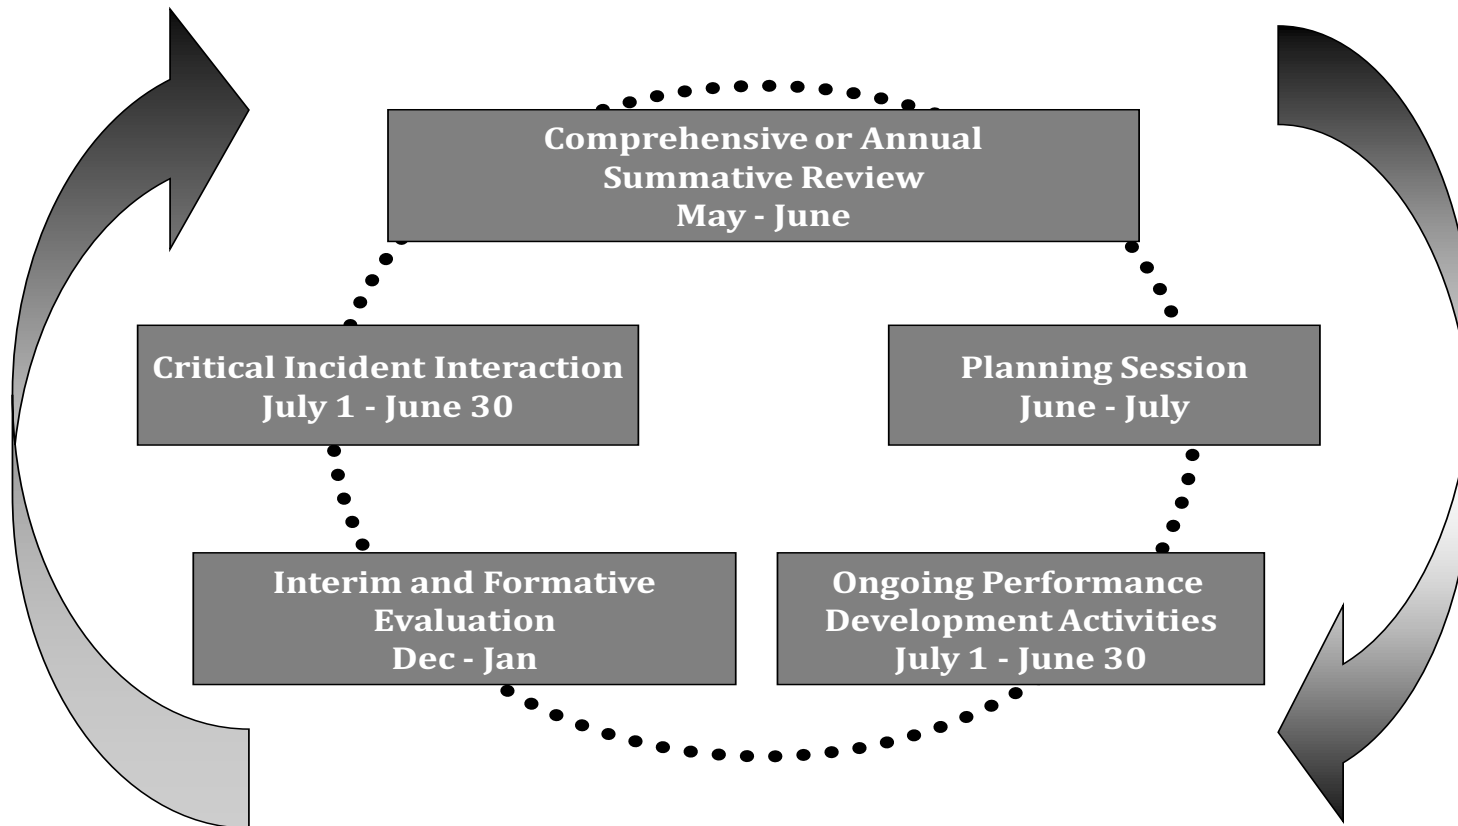 Comprehensive or Annual
Summative Review
May - June
Critical Incident Interaction
July 1 - June 30
Planning Session
June - July
Interim and Formative
Evaluation
Dec - Jan
Ongoing Performance
Development Activities
July 1 - June 30